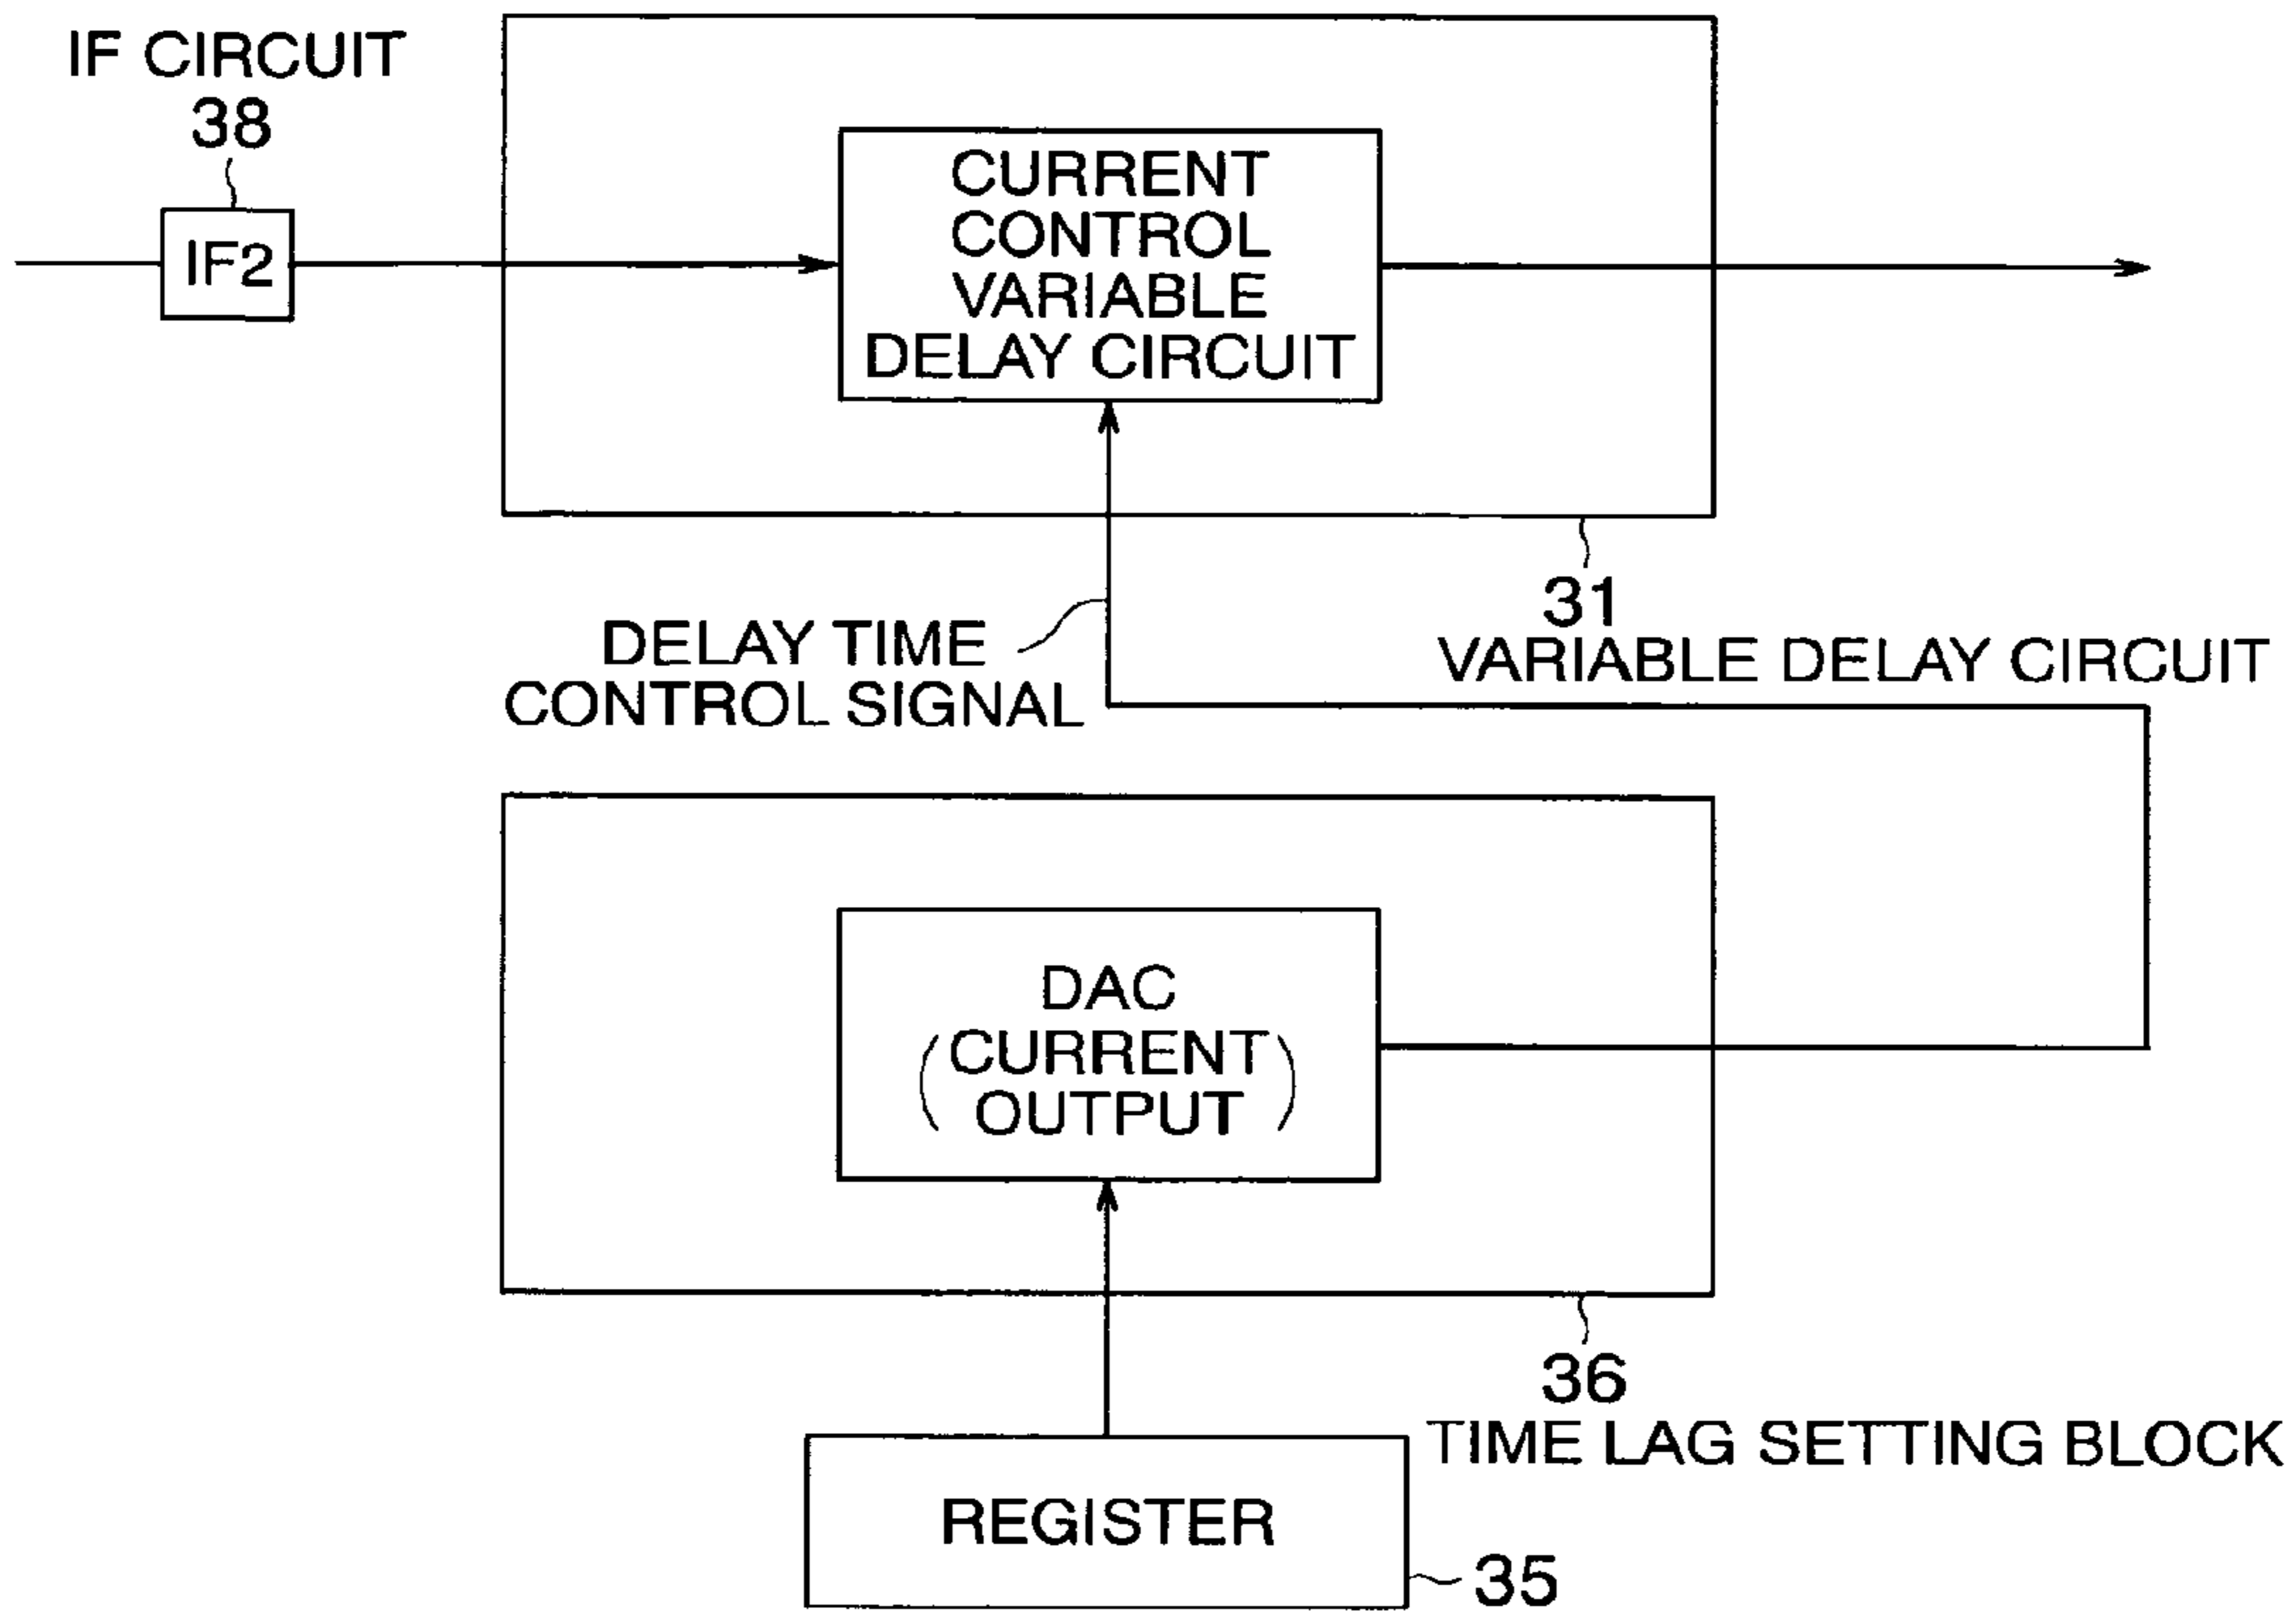 IF CIRCUIT
38
IF2
CURRENT
CONTROL
VARIABLE
DELAY CIRCUIT
31
VARIABLE DELAY CIRCUIT
DELAY TIME
CONTROL SIGNAL
DAC
(CURRENT
OUTPUT)
36
TIME LAG SETTING BLOCK
REGISTER
35